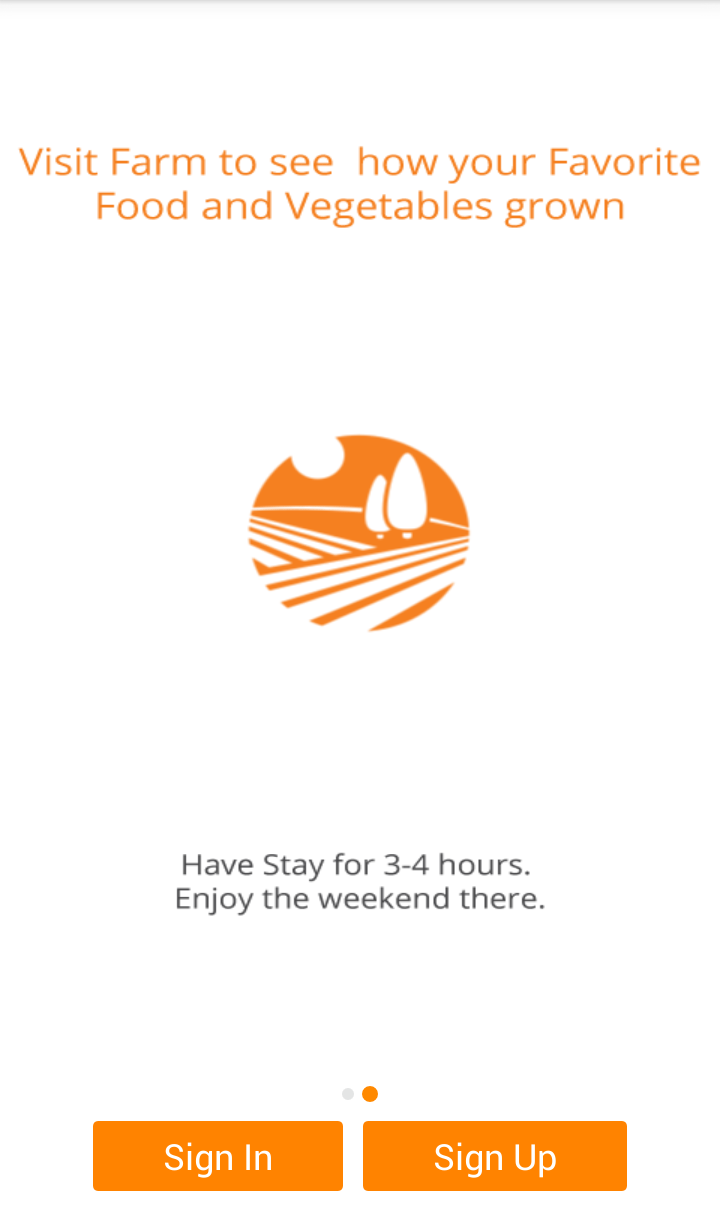 Visit Farm to see how your Favorite
Food and Vegetables grown
Have Stay for 3-4 hours.
Enjoy the weekend there.
Sign In
Sign Up